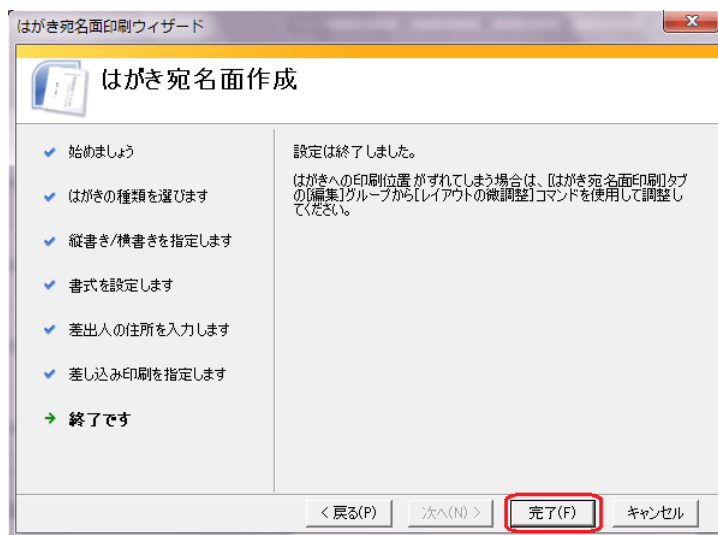 はがき宛名面印刷ウィザード
はがき宛名面作成
始めましょう
はがきの種類を選びます
縦書き/横書きを指定します
書式を設定します
差出人の住所を入力します
差し込み印刷を指定します
終了です
設定は終了しました。
はがきへの印刷位置がずれてしまう場合は、[はがき宛名面印刷]タブ
の[編集]グループから[レイアウトの微調整]コマンドを使用して調整し
てください。
< 戻る(P)
次へ(N) >
完了(F)
キャンセル